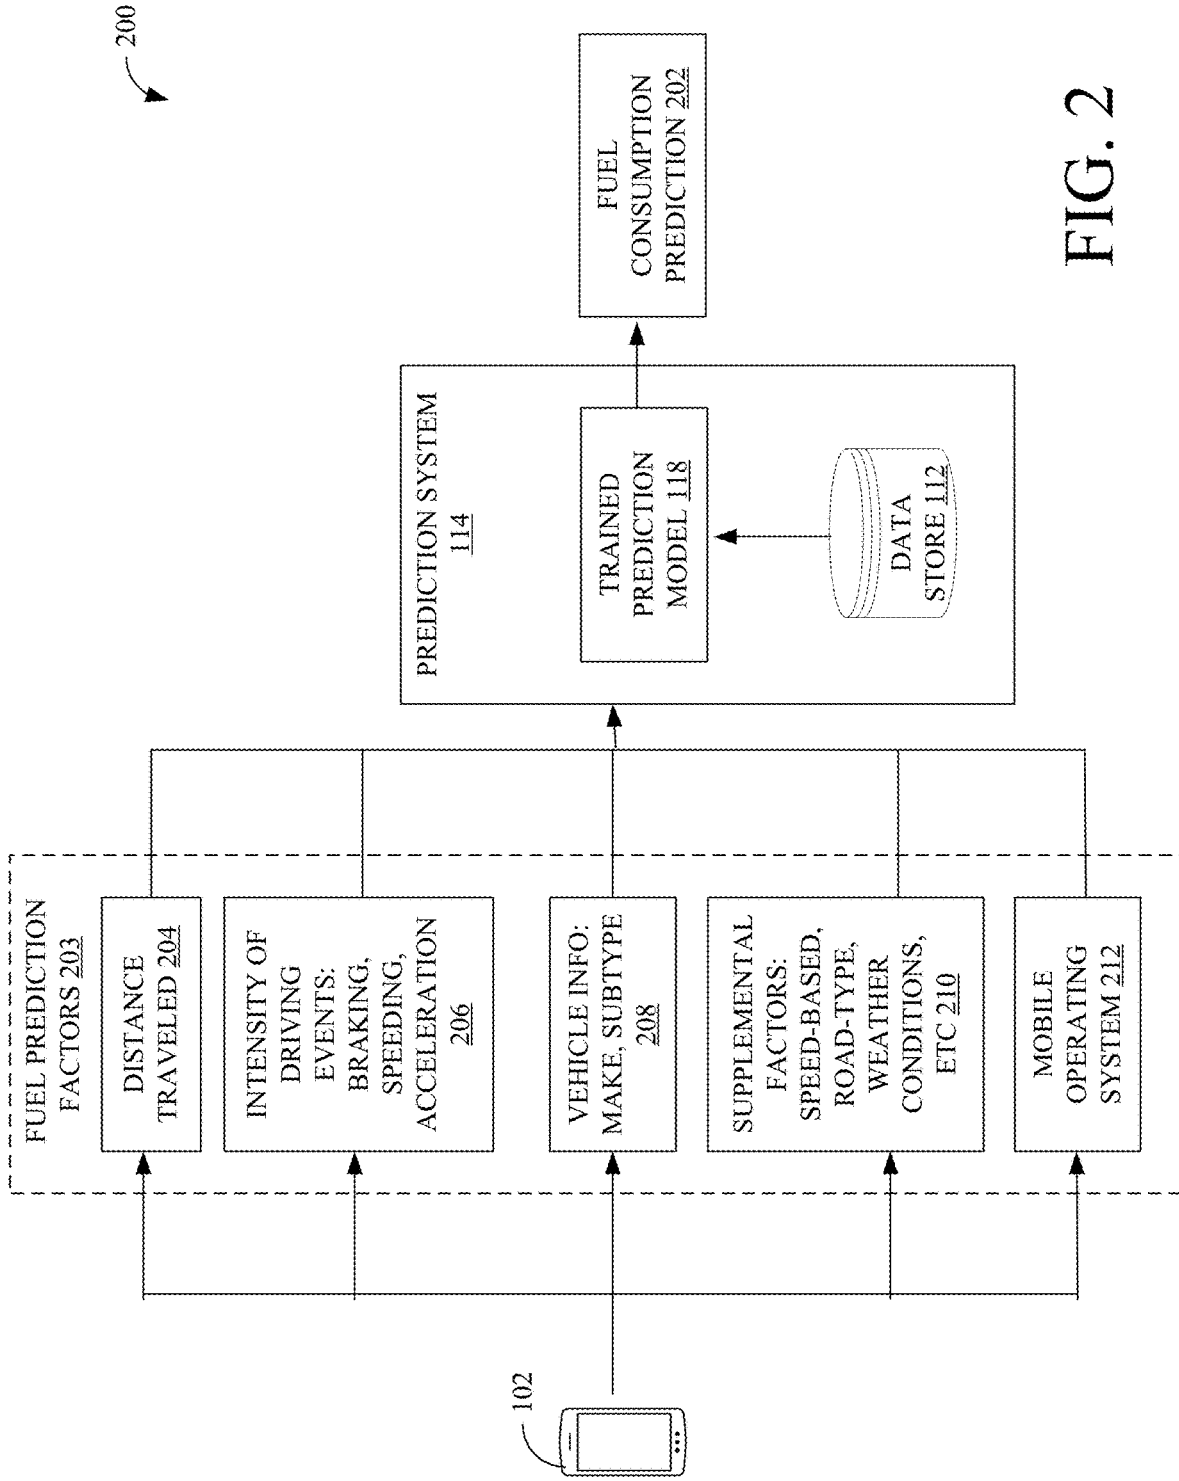 200
FUEL PREDICTION
FACTORS 203
DISTANCE
TRAVELED 204
INTENSITY OF
DRIVING
EVENTS:
BRAKING,
SPEEDING,
ACCELERATION
206
VEHICLE INFO:
MAKE, SUBTYPE
208
SUPPLEMENTAL
FACTORS:
SPEED-BASED,
ROAD-TYPE,
WEATHER
CONDITIONS,
ETC 210
MOBILE
OPERATING
SYSTEM 212
102
PREDICTION SYSTEM
114
TRAINED
PREDICTION
MODEL 118
DATA
STORE 112
FUEL
CONSUMPTION
PREDICTION 202
FIG. 2